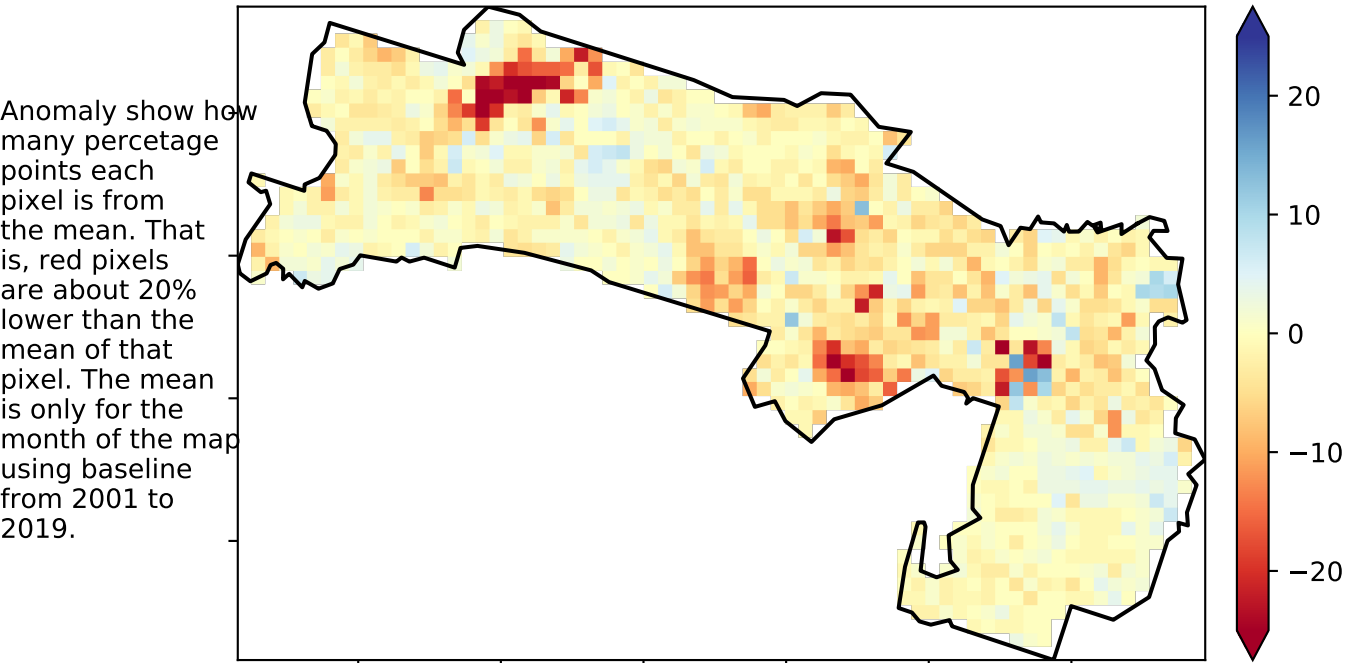 Anomaly show how
many percetage
points each
pixel is from
the mean. That
is, red pixels
are about 20%
lower than the
mean of that
pixel. The mean
is only for the
month of the map
using baseline
from 2001 to
2019.
20
10
0
−10
−20